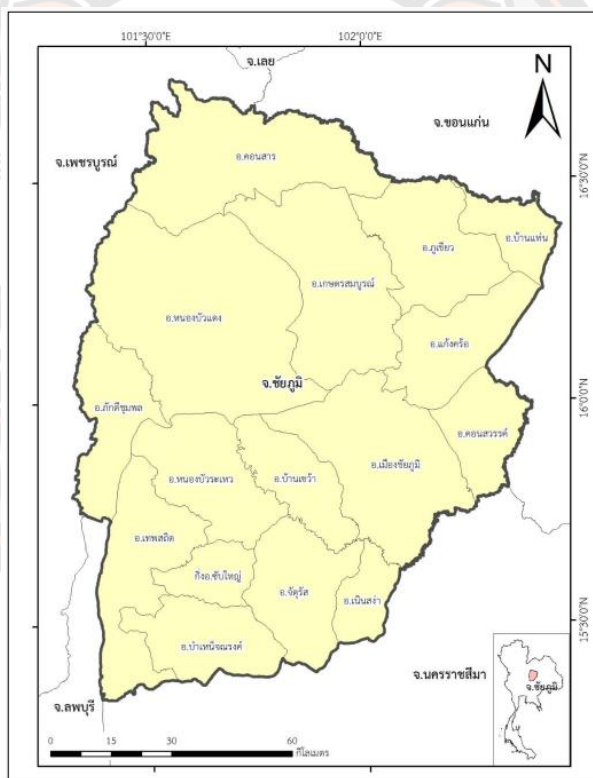 101°30'0"E
102°0'0"E
จ.เลย
N
จ.ขอนแก่น
จ.เพชรบูรณ์
อ.คอนสาร
16°30'0"N
อ.บ้านแท่น
อ.ภูเขียว
อ.เกษตรสมบูรณ์
อ.หนองบัวแดง
อ.แก้งคร้อ
จ.ชัยภูมิ
16°0'0"N
อ.ภักดีชุมพล
อ.คอนสวรรค์
อ.เมืองชัยภูมิ
อ.หนองบัวระเหว
อ.บ้านเขว้า
อ.เทพสถิต
กิ่งอ.ซับใหญ่
อ.จัตุรัส
อ.เนินสง่า
15°30'0"N
อ.บำเหน็จณรงค์
จ.นครราชสีมา
จ.ชัยภูมิ
จ.ลพบุรี
0 15 30 60
กิโลเมตร